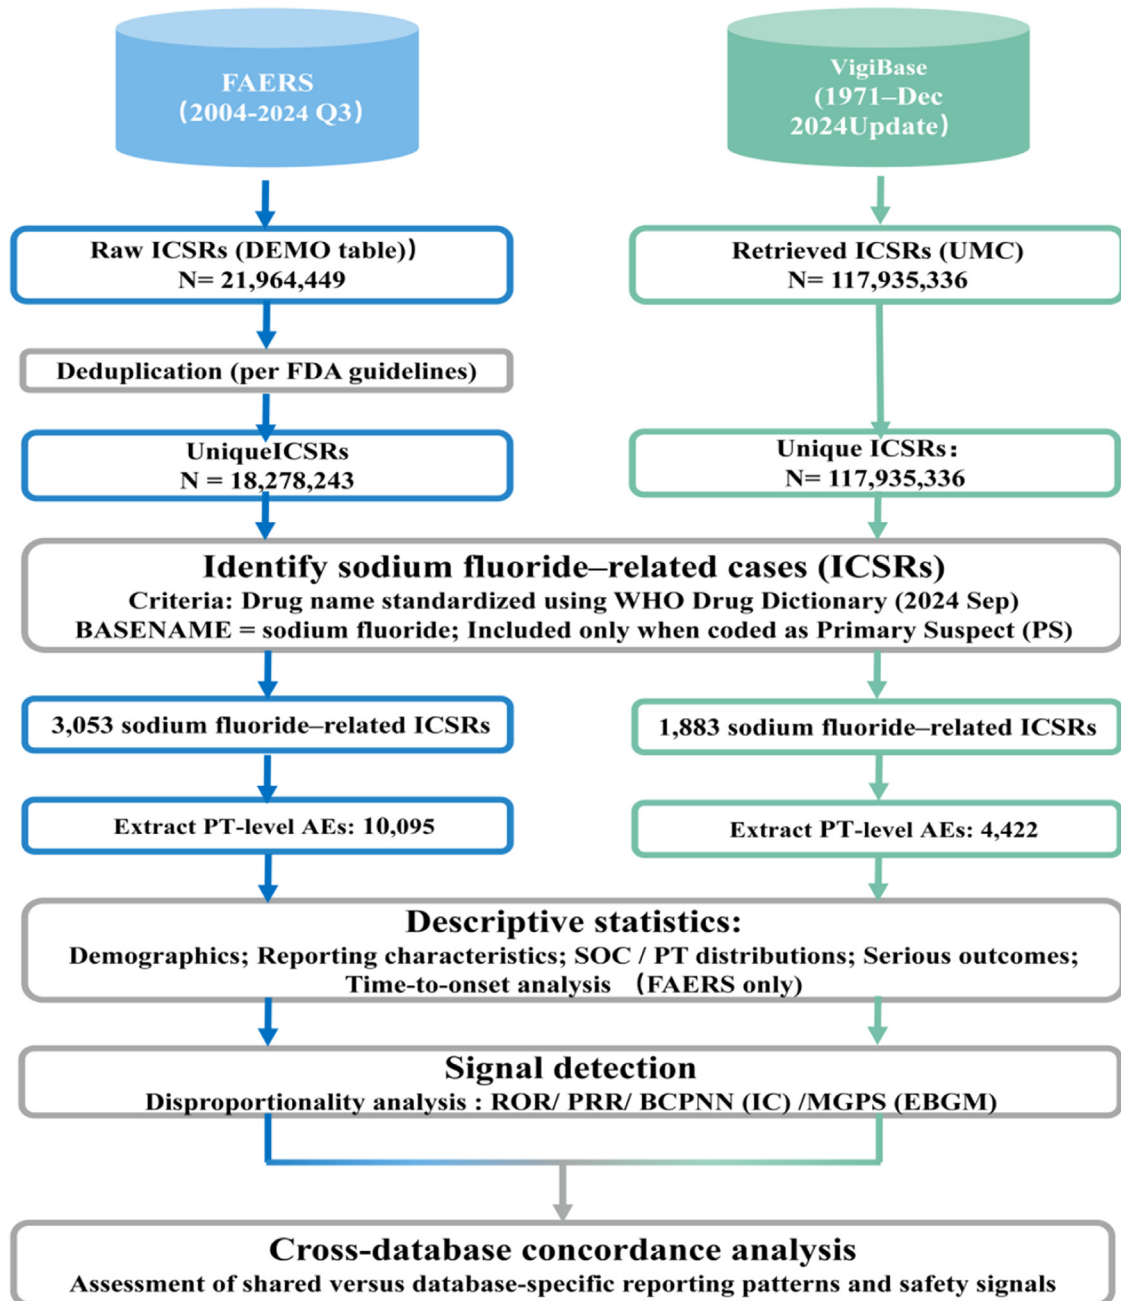 FAERS
(2004-2024 Q3)
VigiBase
(1971–Dec
2024Update)
Raw ICSRs (DEMO table))
N= 21,964,449
Retrieved ICSRs (UMC)
N= 117,935,336
Deduplication (per FDA guidelines)
UniqueICSRs
N = 18,278,243
Unique ICSRs:
N= 117,935,336
Identify sodium fluoride–related cases (ICSRs)
Criteria: Drug name standardized using WHO Drug Dictionary (2024 Sep)
BASENAME = sodium fluoride; Included only when coded as Primary Suspect (PS)
3,053 sodium fluoride–related ICSRs
1,883 sodium fluoride–related ICSRs
Extract PT-level AEs: 10,095
Extract PT-level AEs: 4,422
Descriptive statistics:
Demographics; Reporting characteristics; SOC / PT distributions; Serious outcomes;
Time-to-onset analysis （FAERS only)
Signal detection
Disproportionality analysis : ROR/ PRR/ BCPNN (IC) /MGPS (EBGM)
Cross-database concordance analysis
Assessment of shared versus database-specific reporting patterns and safety signals